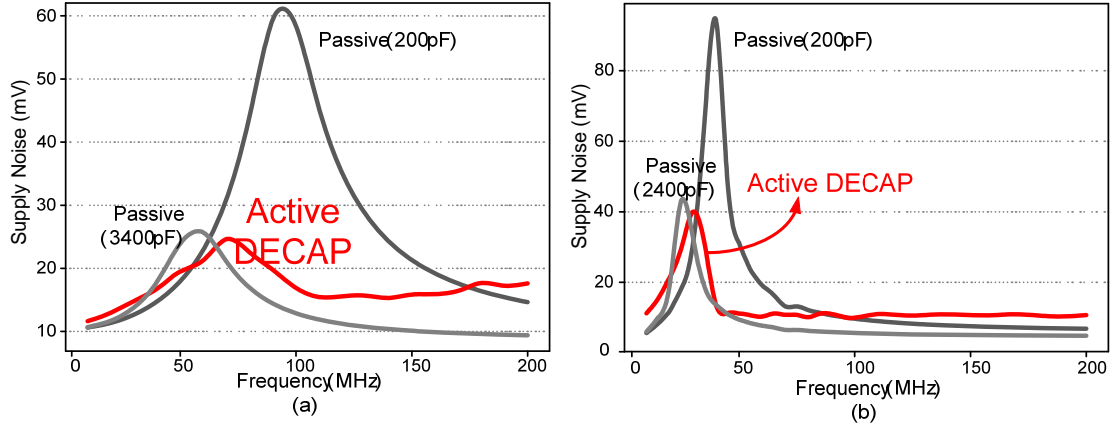 60
50
40
30
20
10
Supply Noise (mV)
Passive(200pF)
Passive
(3400pF)
Active
DECAP
0
50
100
150
200
Frequency(MHz)
(a)
80
60
40
20
0
Supply Noise (mV)
Passive(200pF)
Passive
(2400pF)
Active DECAP
0
50
100
150
200
Frequency(MHz)
(b)